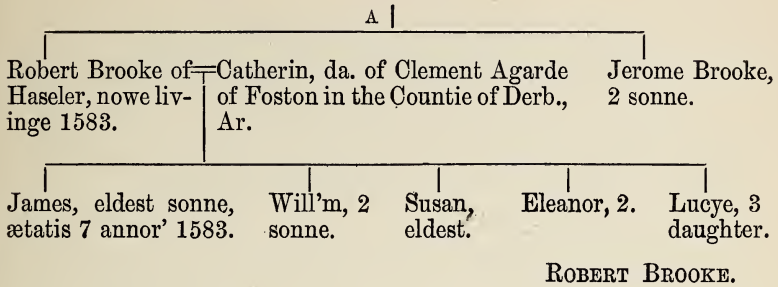 A
Robert Brooke of Catherin, da. of Clement Agarde Jerome Brooke,
Haseler, nowe liv- of Foston in the Countie of Derb., 2 sonne.
inge 1583. Ar.
James, eldest sonne, Will'm, 2 Susan, Eleanor, 2. Lucye, 3
ætatis 7 annor' 1583. sonne. eldest. daughter.
ROBERT BROOKE.